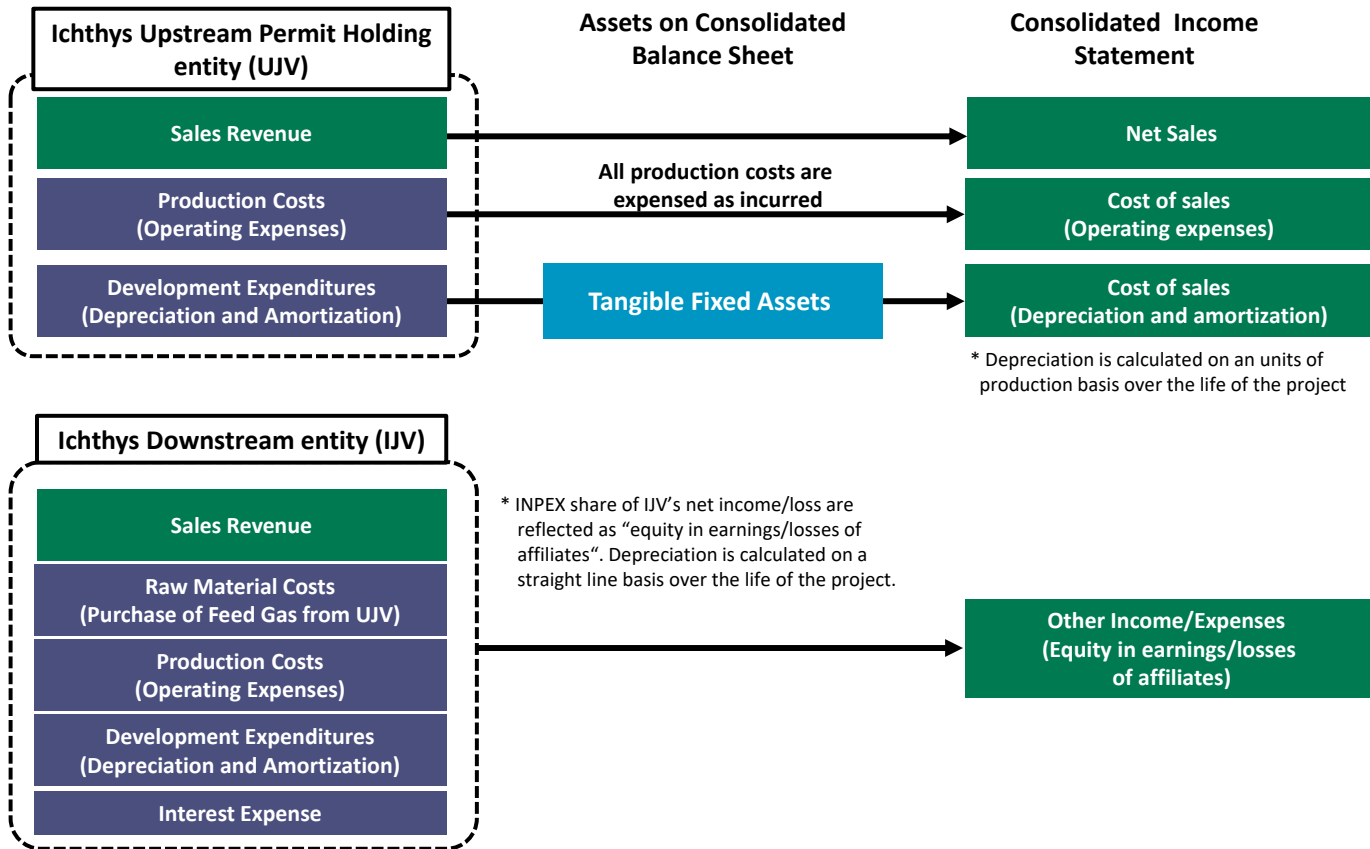 Ichthys Upstream Permit Holding
entity (UJV)
Assets on Consolidated
Balance Sheet
Consolidated Income
Statement
Sales Revenue
Net Sales
Production Costs
(Operating Expenses)
All production costs are
expensed as incurred
Cost of sales
(Operating expenses)
Development Expenditures
(Depreciation and Amortization)
Tangible Fixed Assets
Cost of sales
(Depreciation and amortization)
* Depreciation is calculated on an units of
production basis over the life of the project
Ichthys Downstream entity (IJV)
Sales Revenue
Raw Material Costs
(Purchase of Feed Gas from UJV)
Production Costs
(Operating Expenses)
Development Expenditures
(Depreciation and Amortization)
Interest Expense
* INPEX share of IJV’s net income/loss are
reflected as “equity in earnings/losses of
affiliates“. Depreciation is calculated on a
straight line basis over the life of the project.
Other Income/Expenses
(Equity in earnings/losses
of affiliates)